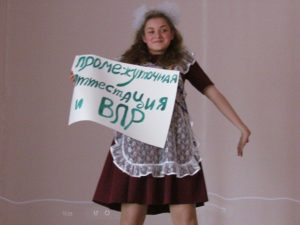 промежуточная
аттестация
и ВПР